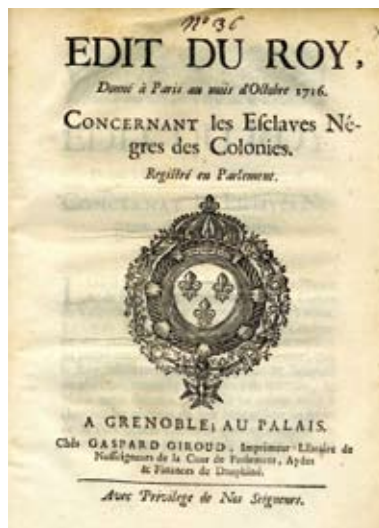 Nº 36
EDIT DU ROY,
Donné à Paris au mois d'Octobre 1716.
CONCERNANT les Eſclaves Né-
gres des Colonies.
Regiſtré en Parlement.
A GRENOBLE, AU PALAIS.
Chés GASPARD GIROUD, Imprimeur-Libraire de
Noſſeigneurs de la Cour de Parlement, Aydes
& Finances de Dauphiné.
Avec Privilege de Nos Seigneurs.